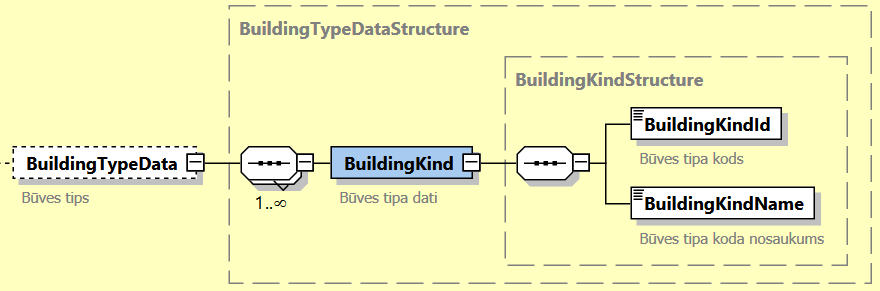 BuildingTypeDataStructure
BuildingKindStructure
BuildingTypeData
Būves tips
1..∞
BuildingKind
Būves tipa dati
BuildingKindId
Būves tipa kods
BuildingKindName
Būves tipa koda nosaukums